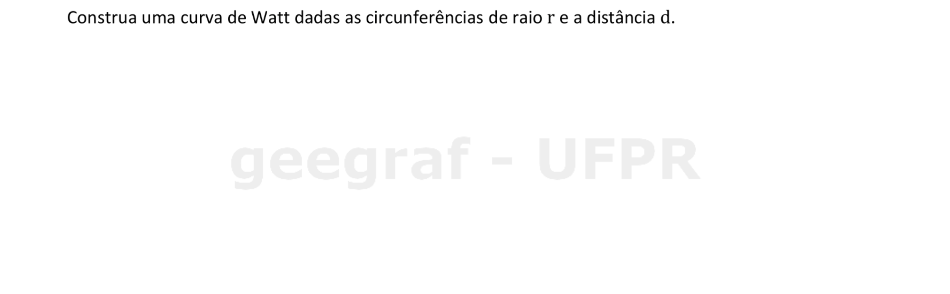 Construa uma curva de Watt dadas as circunferências de raio r e a distância d.
geegraf - UFPR